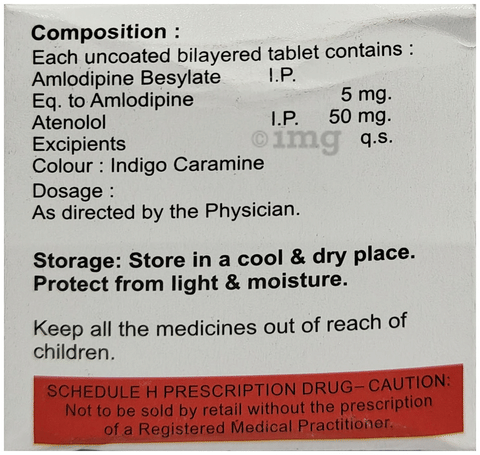 Composition :
Each uncoated bilayered tablet contains :
Amlodipine Besylate I.P.
Eq. to Amlodipine 5 mg.
Atenolol I.P. 50 mg.
Excipients q.s.
Colour : Indigo Caramine
Dosage :
As directed by the Physician.
Storage: Store in a cool & dry place.
Protect from light & moisture.
Keep all the medicines out of reach of
children.
SCHEDULE H PRESCRIPTION DRUG– CAUTION:
Not to be sold by retail without the prescription
of a Registered Medical Practitioner.
©img